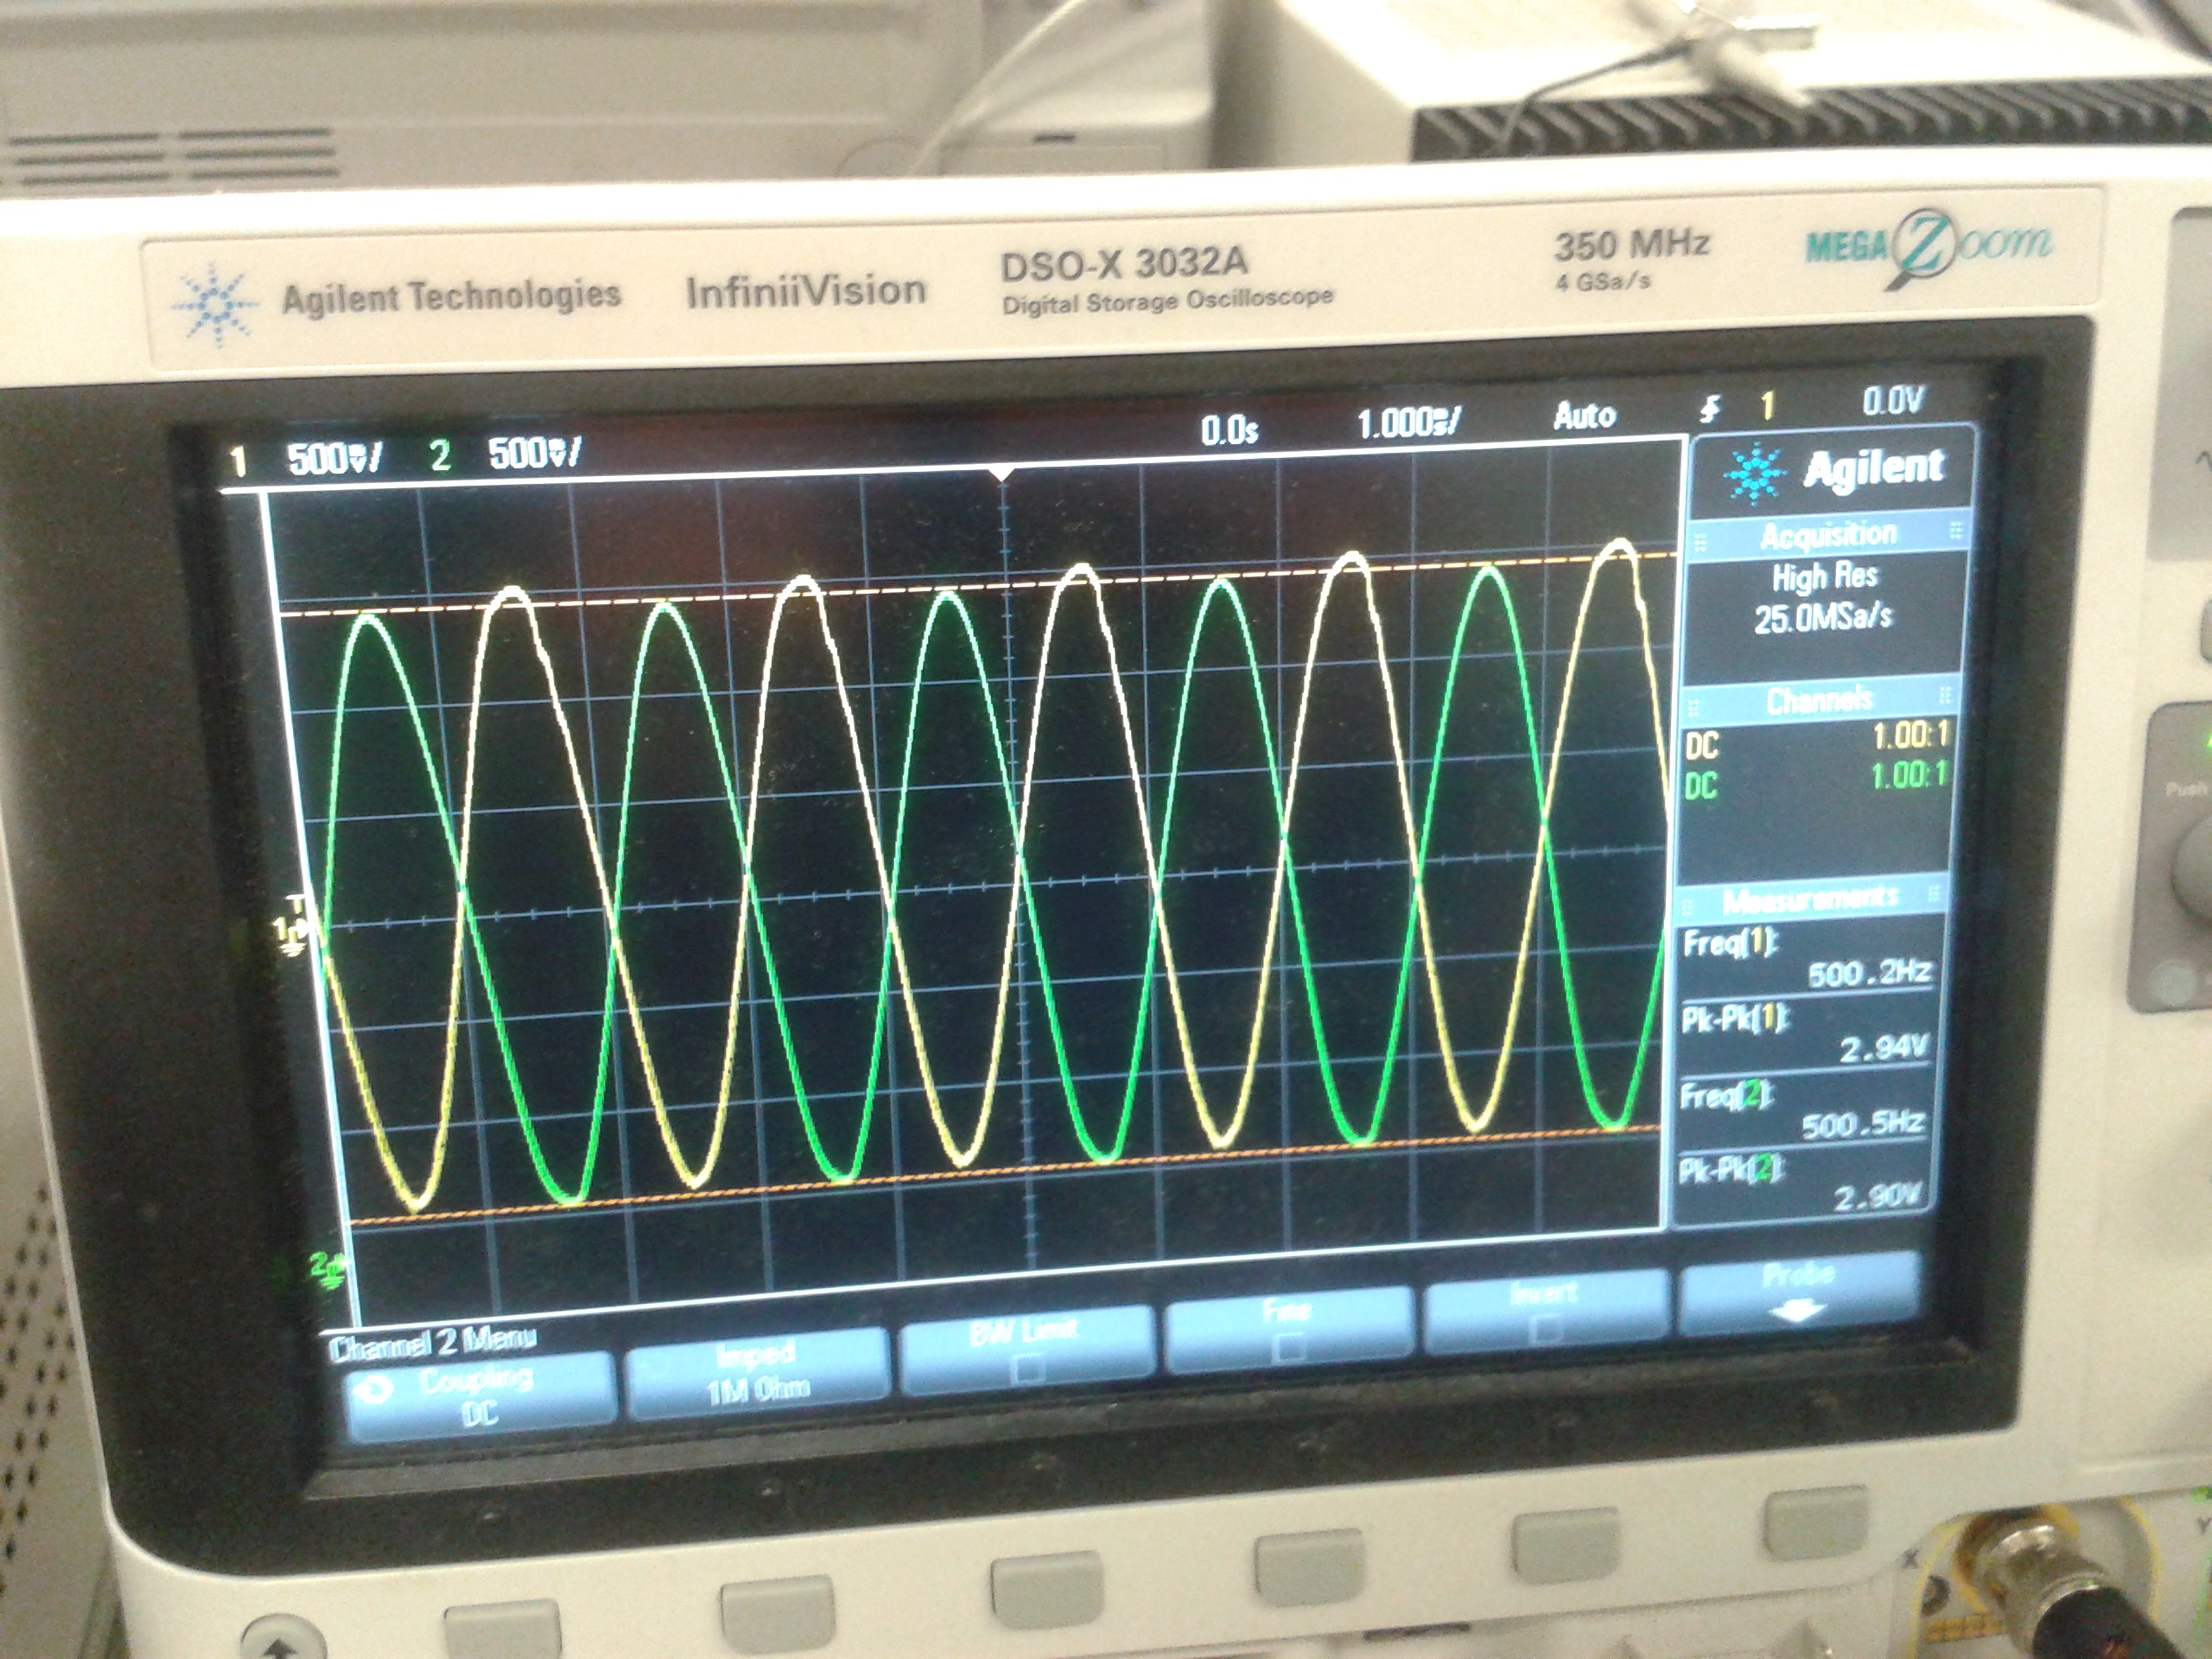 Agilent Technologies InfiniiVision DSO-X 3032A 350 MHz MEGA Zoom
Digital Storage Oscilloscope 4 GSa/s
1 500mV/ 2 500mV/ 0.0s 1.000ms/ Auto 1 0.0V
Agilent
Acquisition
High Res
25.0MSa/s
Channels
DC 1.00:1
DC 1.00:1
Measurements
Freq(1):
500.2Hz
Pk-Pk(1):
2.94V
Freq(2):
500.5Hz
Pk-Pk(2):
2.90V
T
1
2
Channel 2 Menu
Coupling
DC
Imped
1M Ohm
BW Limit
Fine
Invert
Probe
Push
X
Y